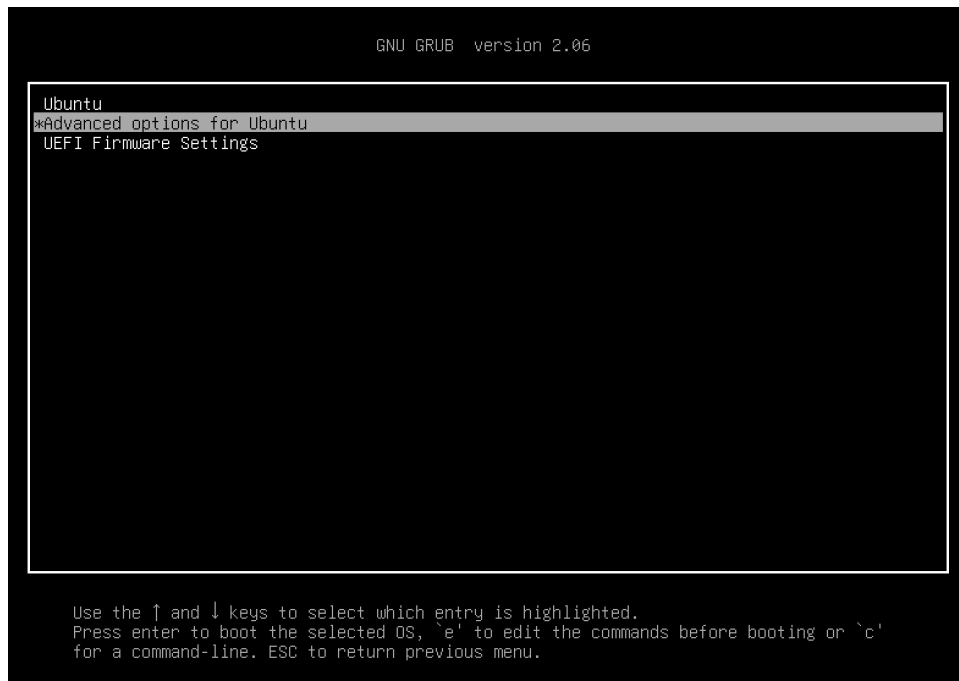 GNU GRUB  version 2.06
Ubuntu
*Advanced options for Ubuntu
UEFI Firmware Settings
Use the ↑ and ↓ keys to select which entry is highlighted.
Press enter to boot the selected OS, `e' to edit the commands before booting or `c'
for a command-line. ESC to return previous menu.